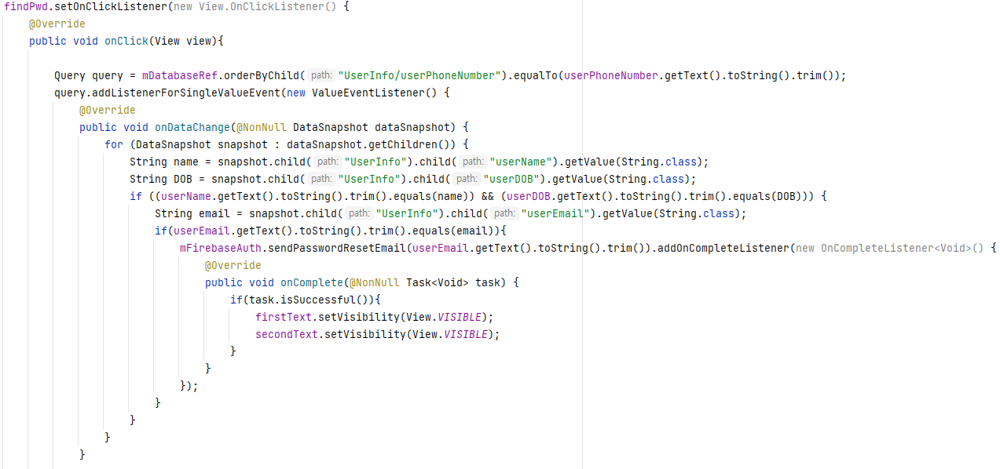 findPwd.setOnClickListener(new View.OnClickListener() {
@Override
public void onClick(View view){
Query query = mDatabaseRef.orderByChild( path: "UserInfo/userPhoneNumber").equalTo(userPhoneNumber.getText().toString().trim());
query.addListenerForSingleValueEvent(new ValueEventListener() {
@Override
public void onDataChange(@NonNull DataSnapshot dataSnapshot) {
for (DataSnapshot snapshot : dataSnapshot.getChildren()) {
String name = snapshot.child( path: "UserInfo").child( path: "userName").getValue(String.class);
String DOB = snapshot.child( path: "UserInfo").child( path: "userDOB").getValue(String.class);
if ((userName.getText().toString().trim().equals(name)) && (userDOB.getText().toString().trim().equals(DOB))) {
String email = snapshot.child( path: "UserInfo").child( path: "userEmail").getValue(String.class);
if(userEmail.getText().toString().trim().equals(email)){
mFirebaseAuth.sendPasswordResetEmail(userEmail.getText().toString().trim()).addOnCompleteListener(new OnCompleteListener<Void>() {
@Override
public void onComplete(@NonNull Task<Void> task) {
if(task.isSuccessful()){
firstText.setVisibility(View.VISIBLE);
secondText.setVisibility(View.VISIBLE);
}
}
});
}
}
}
}